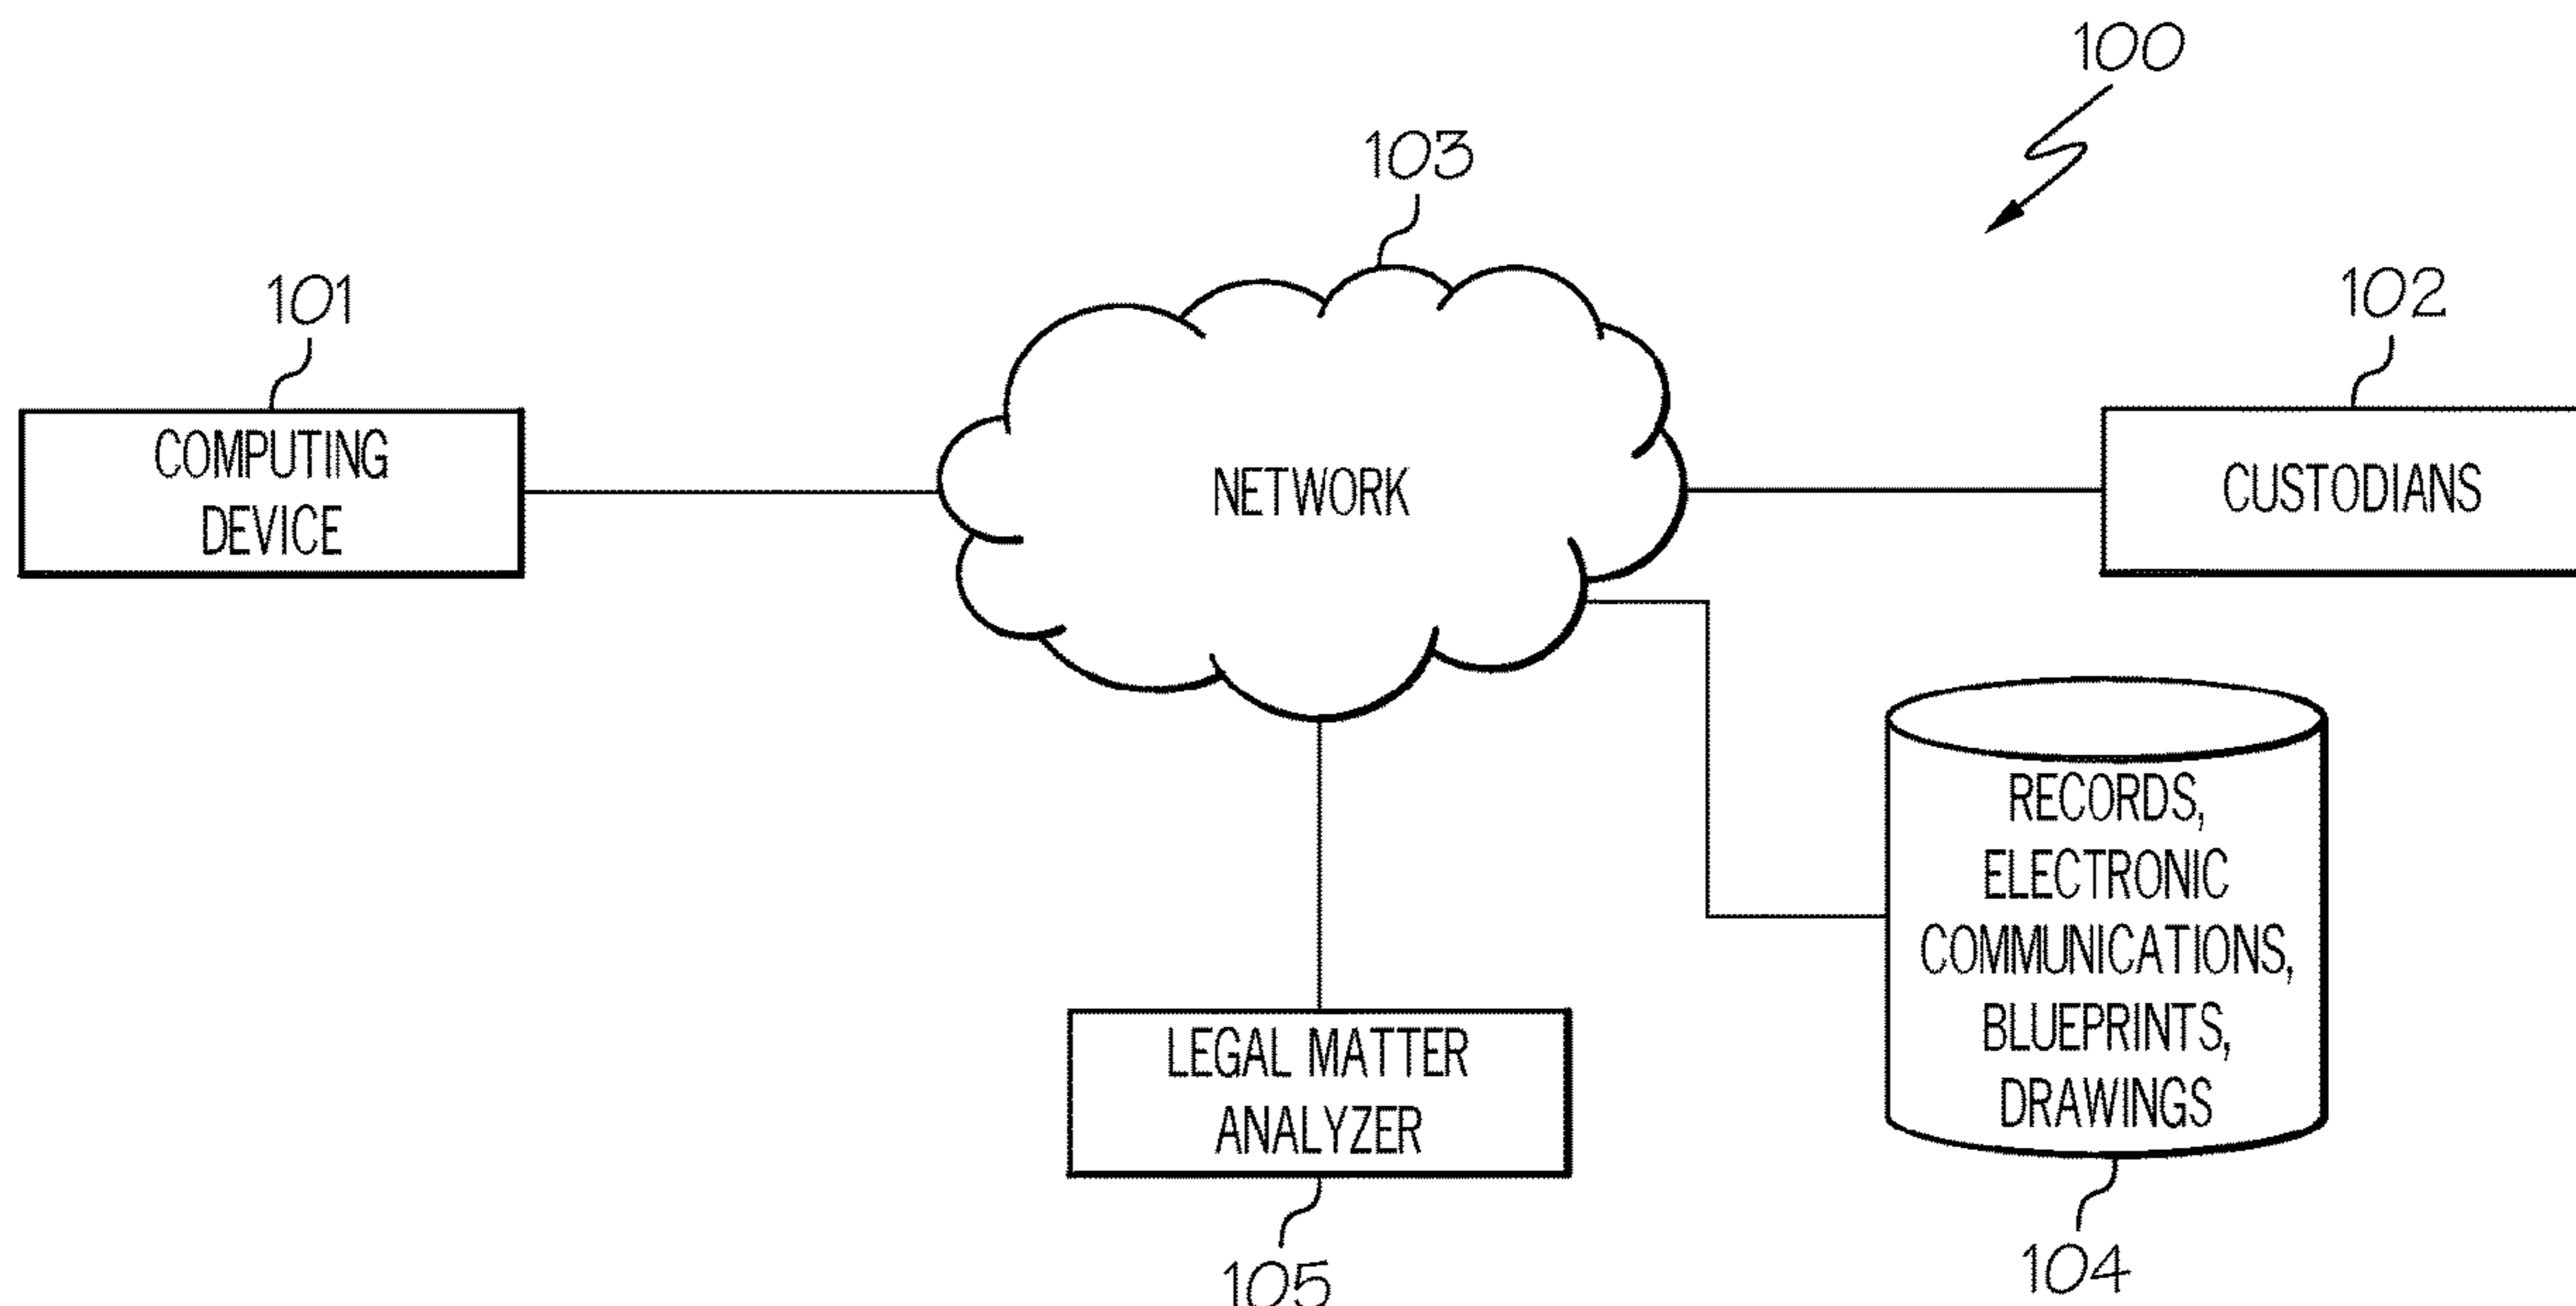 100
103
101
102
COMPUTING
DEVICE
NETWORK
CUSTODIANS
RECORDS,
ELECTRONIC
COMMUNICATIONS,
BLUEPRINTS,
DRAWINGS
LEGAL MATTER
ANALYZER
104
105